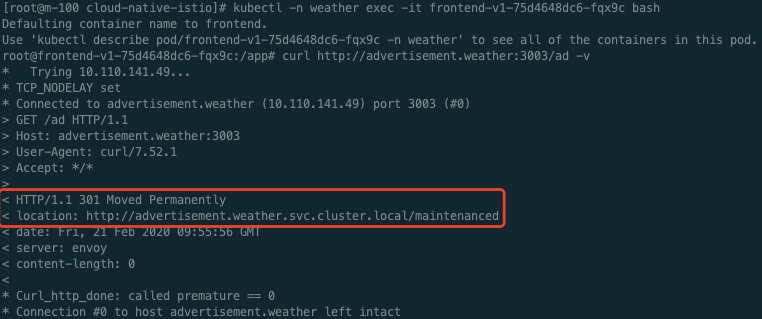 [root@m-100 cloud-native-istio]# kubectl -n weather exec -it frontend-v1-75d4648dc6-fqx9c bash
Defaulting container name to frontend.
Use 'kubectl describe pod/frontend-v1-75d4648dc6-fqx9c -n weather' to see all of the containers in this pod.
root@frontend-v1-75d4648dc6-fqx9c:/app# curl http://advertisement.weather:3003/ad -v
*   Trying 10.110.141.49...
* TCP_NODELAY set
* Connected to advertisement.weather (10.110.141.49) port 3003 (#0)
> GET /ad HTTP/1.1
> Host: advertisement.weather:3003
> User-Agent: curl/7.52.1
> Accept: */*
>
< HTTP/1.1 301 Moved Permanently
< location: http://advertisement.weather.svc.cluster.local/maintenanced
< date: Fri, 21 Feb 2020 09:55:56 GMT
< server: envoy
< content-length: 0
<
* Curl_http_done: called premature == 0
* Connection #0 to host advertisement.weather left intact